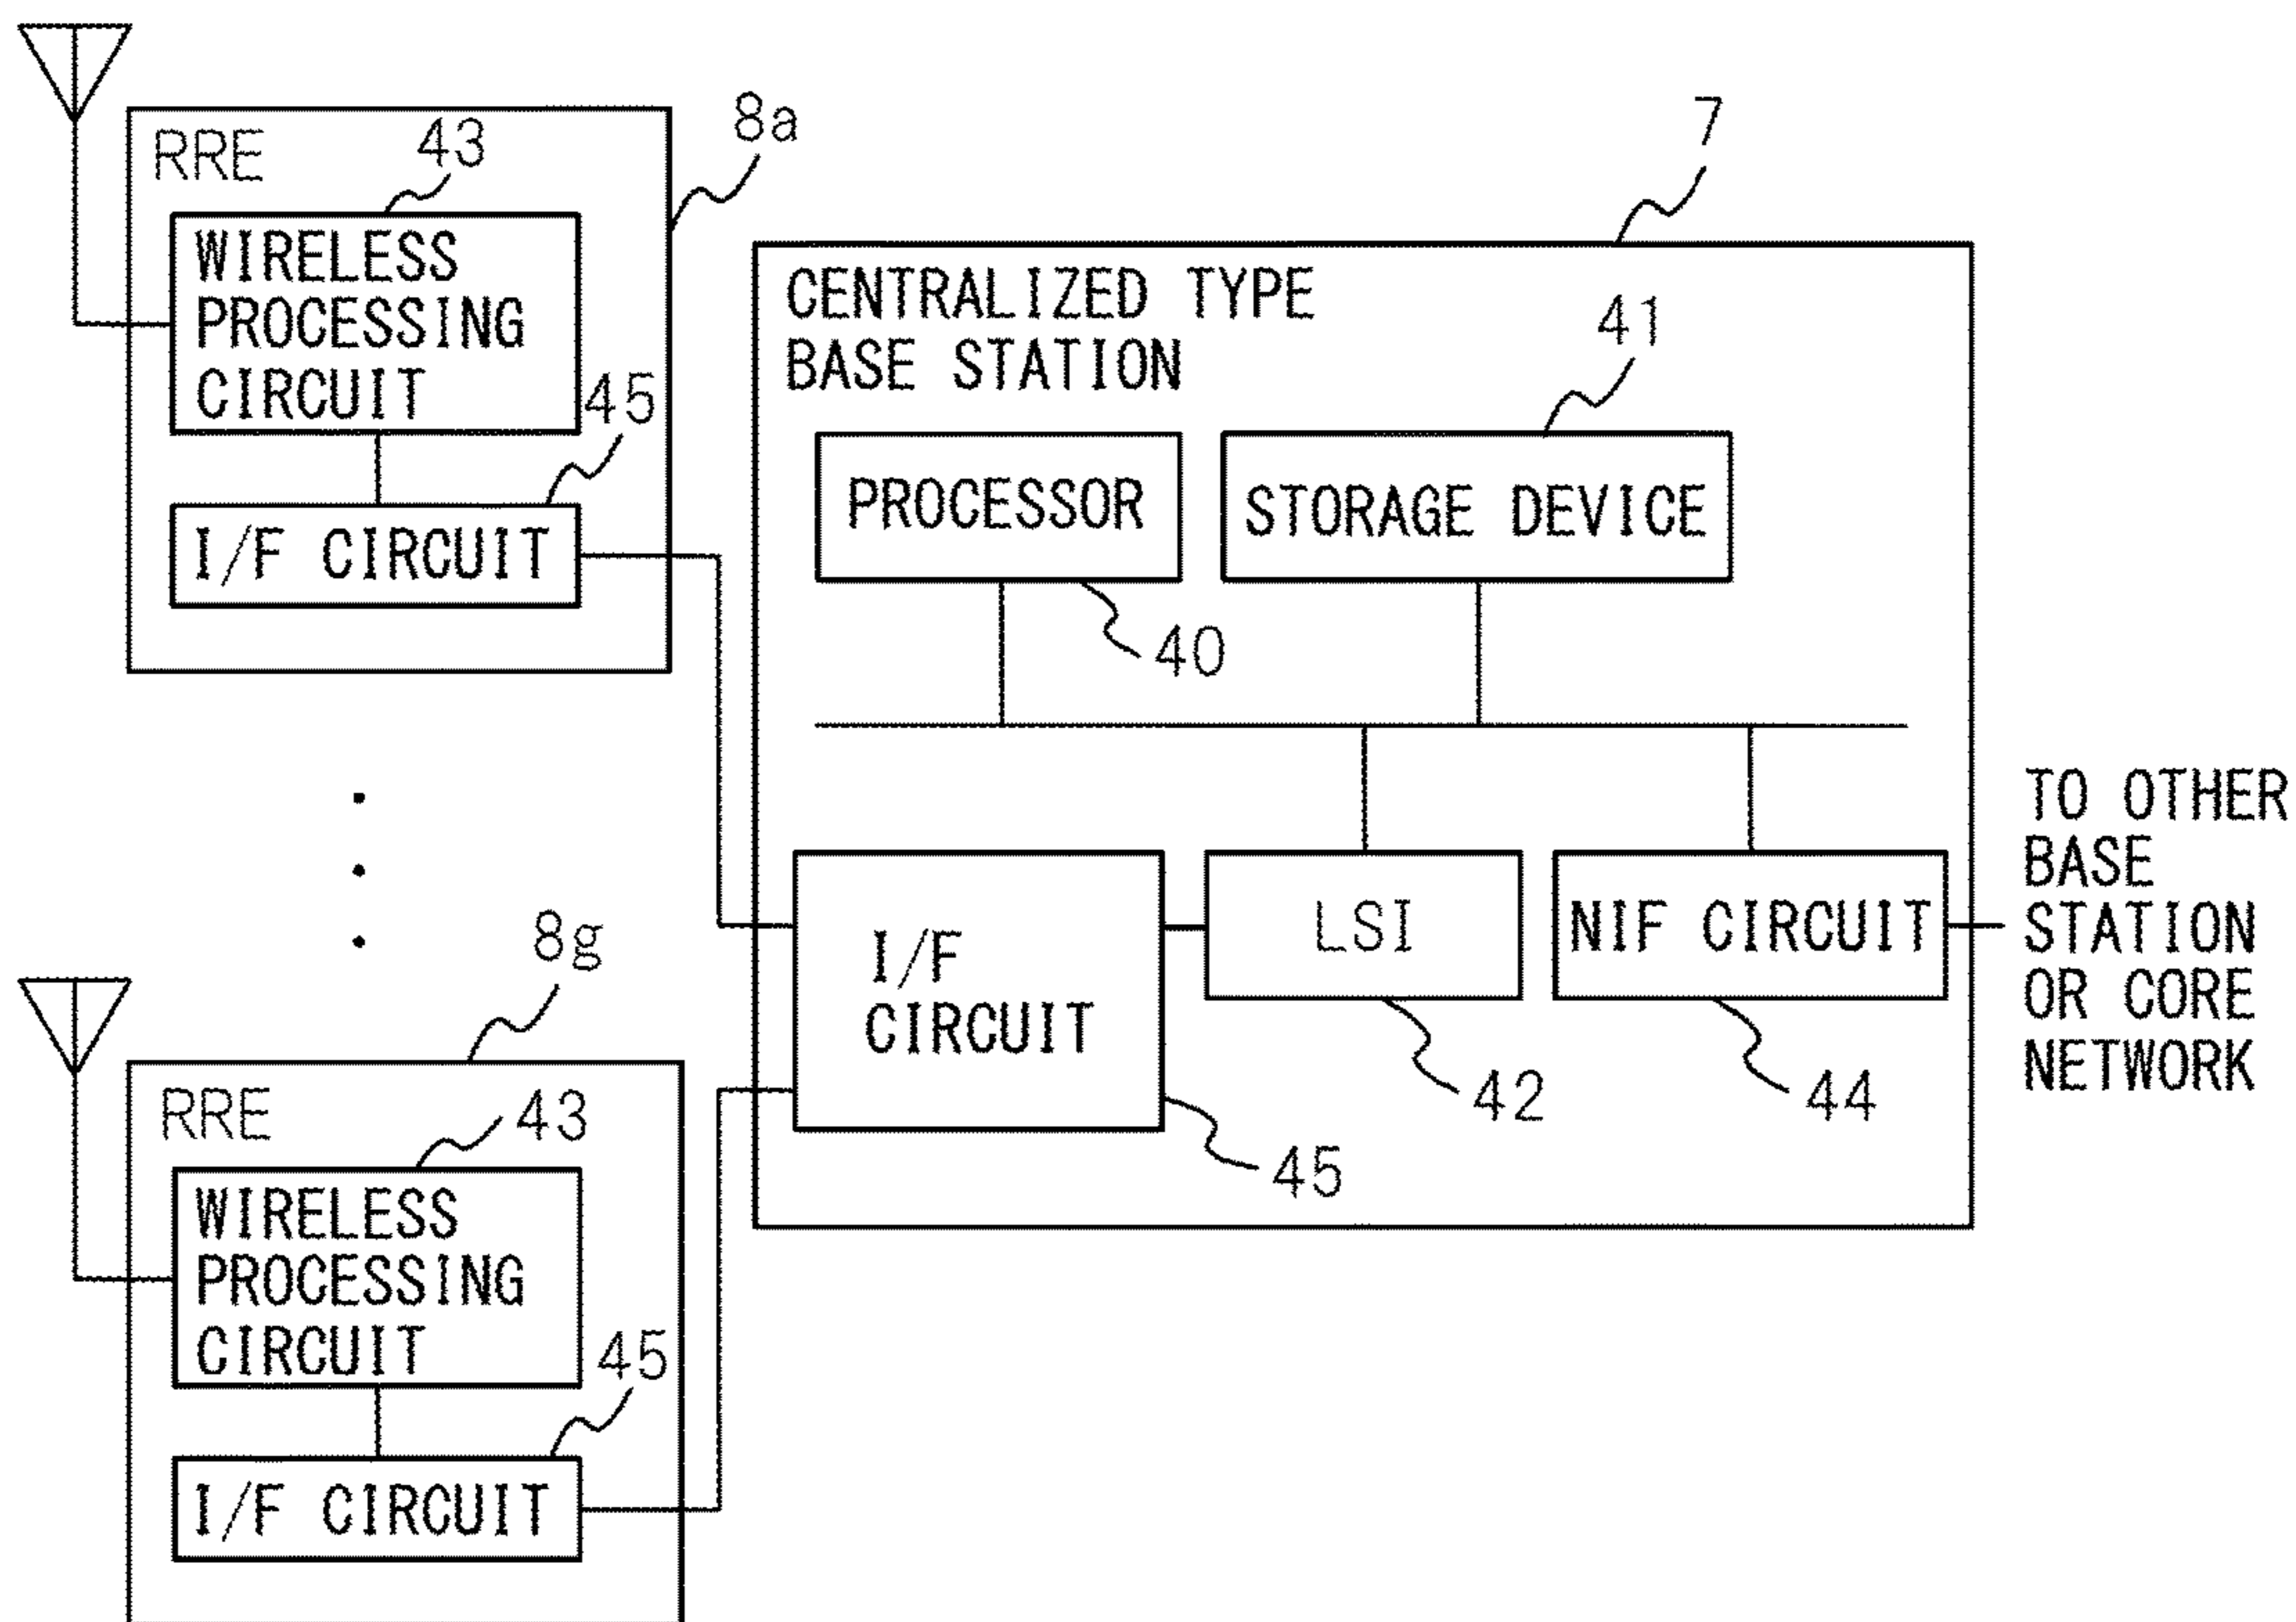 RRE
43
8a
WIRELESS
PROCESSING
CIRCUIT
45
I/F CIRCUIT
7
CENTRALIZED TYPE
BASE STATION
41
PROCESSOR
STORAGE DEVICE
40
I/F
CIRCUIT
LSI
NIF CIRCUIT
42
44
45
TO OTHER
BASE
STATION
OR CORE
NETWORK
8g
RRE
43
WIRELESS
PROCESSING
CIRCUIT
45
I/F CIRCUIT